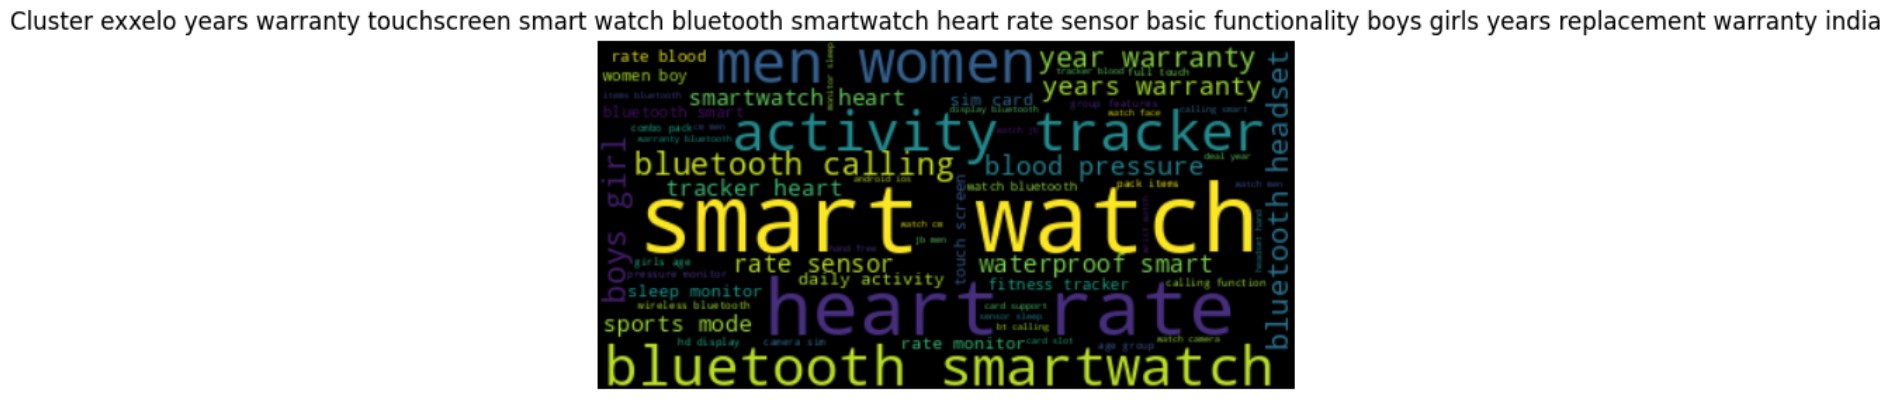 Cluster exxelo years warranty touchscreen smart watch bluetooth smartwatch heart rate sensor basic functionality boys girls years replacement warranty india
rate blood
men women
monitor sleep
year warranty
tracker blood
full touch
women boy
years warranty
items bluetooth
smartwatch heart
sim card
group features
bluetooth smart
display bluetooth
watch face
calling smart
combo pack
cm men
activity tracker
watch jb
warranty bluetooth
bluetooth headset
boys girl
bluetooth calling
blood pressure
deal year
tracker heart
android ios
touch screen
watch bluetooth
pack items
watch men
smart watch
watch cm
jb men
hand free
girls age
rate sensor
waterproof smart
pressure monitor
daily activity
fitness tracker
calling function
sleep monitor
heart rate
wireless bluetooth
card support
sensor sleep
sports mode
bt calling
hd display
camera sim
rate monitor
card slot
age group
watch camera
bluetooth smartwatch